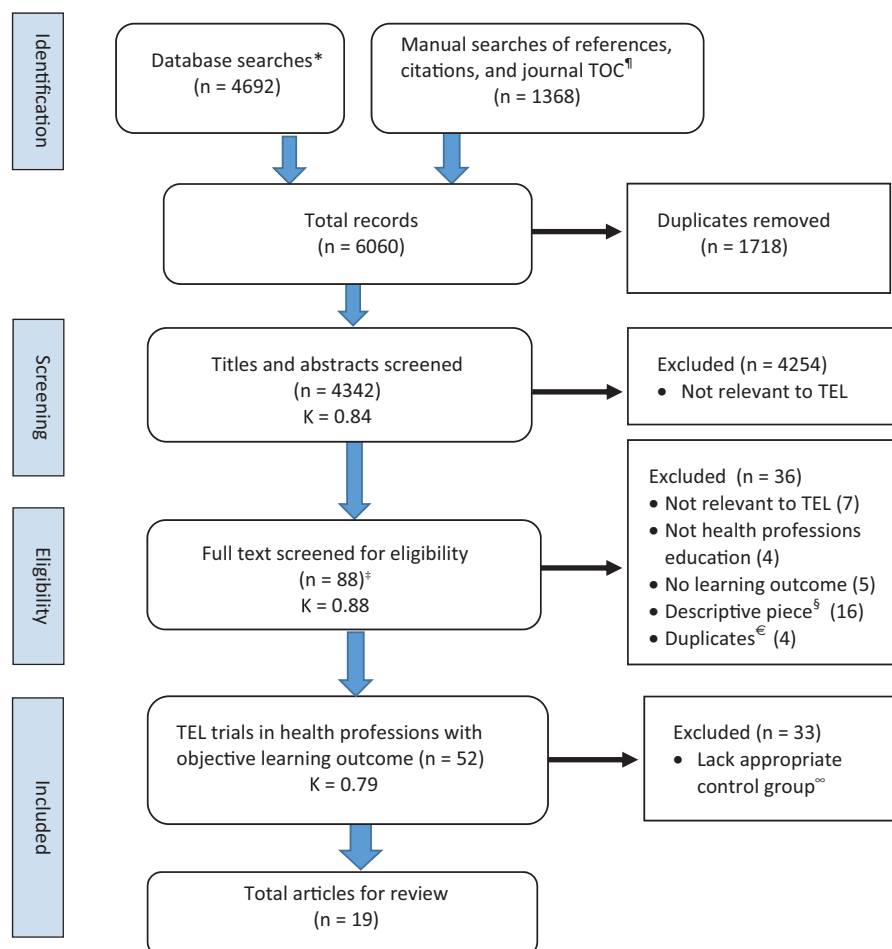 Identification
Database searches*
(n = 4692)
Manual searches of references,
citations, and journal TOC¶
(n = 1368)
Total records
(n = 6060)
Duplicates removed
(n = 1718)
Screening
Titles and abstracts screened
(n = 4342)
K = 0.84
Excluded (n = 4254)
• Not relevant to TEL
Eligibility
Full text screened for eligibility
(n = 88)‡
K = 0.88
Excluded (n = 36)
• Not relevant to TEL (7)
• Not health professions
education (4)
• No learning outcome (5)
• Descriptive piece§ (16)
• Duplicates€ (4)
Included
TEL trials in health professions with
objective learning outcome (n = 52)
K = 0.79
Excluded (n = 33)
• Lack appropriate
control group∞
Total articles for review
(n = 19)